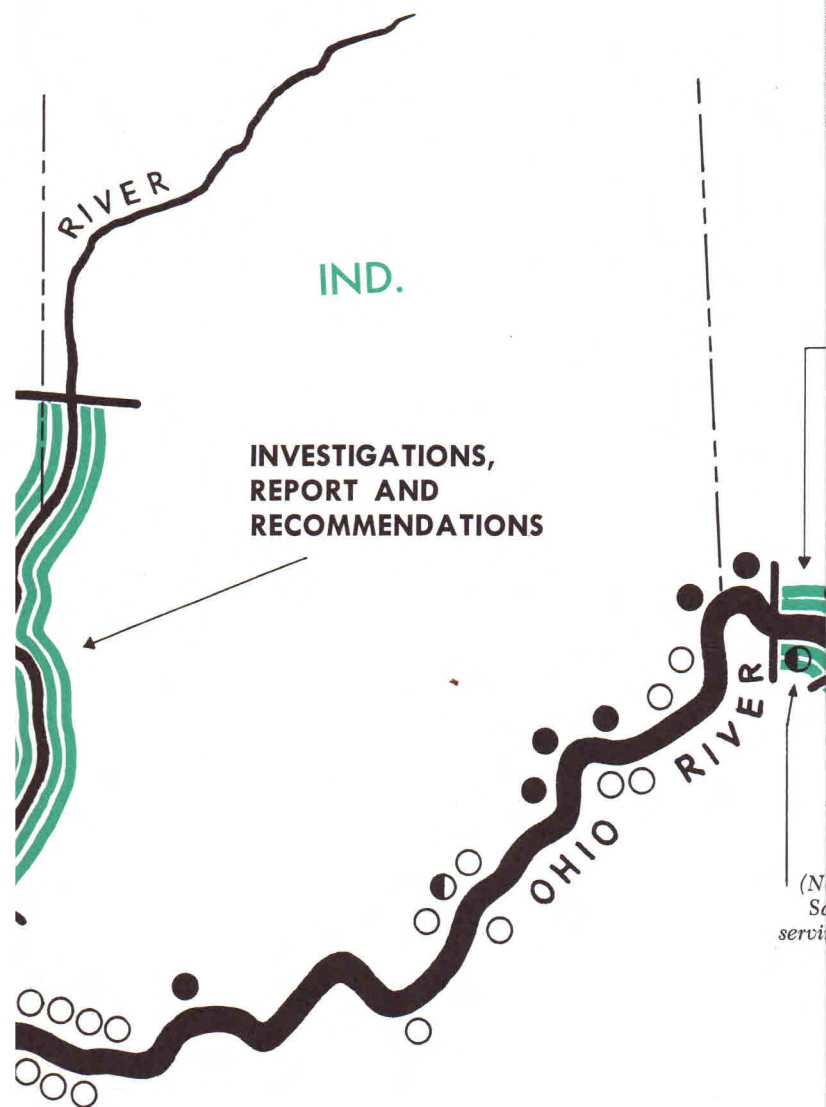 RIVER
IND.
INVESTIGATIONS,
REPORT AND
RECOMMENDATIONS
OHIO RIVER